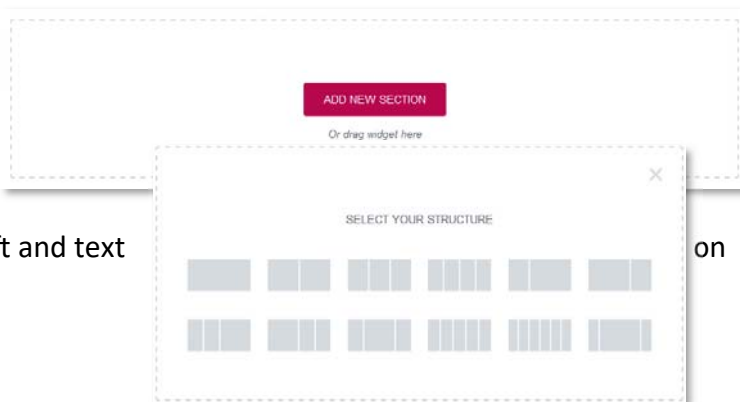 ADD NEW SECTION
Or drag widget here
SELECT YOUR STRUCTURE
and text on